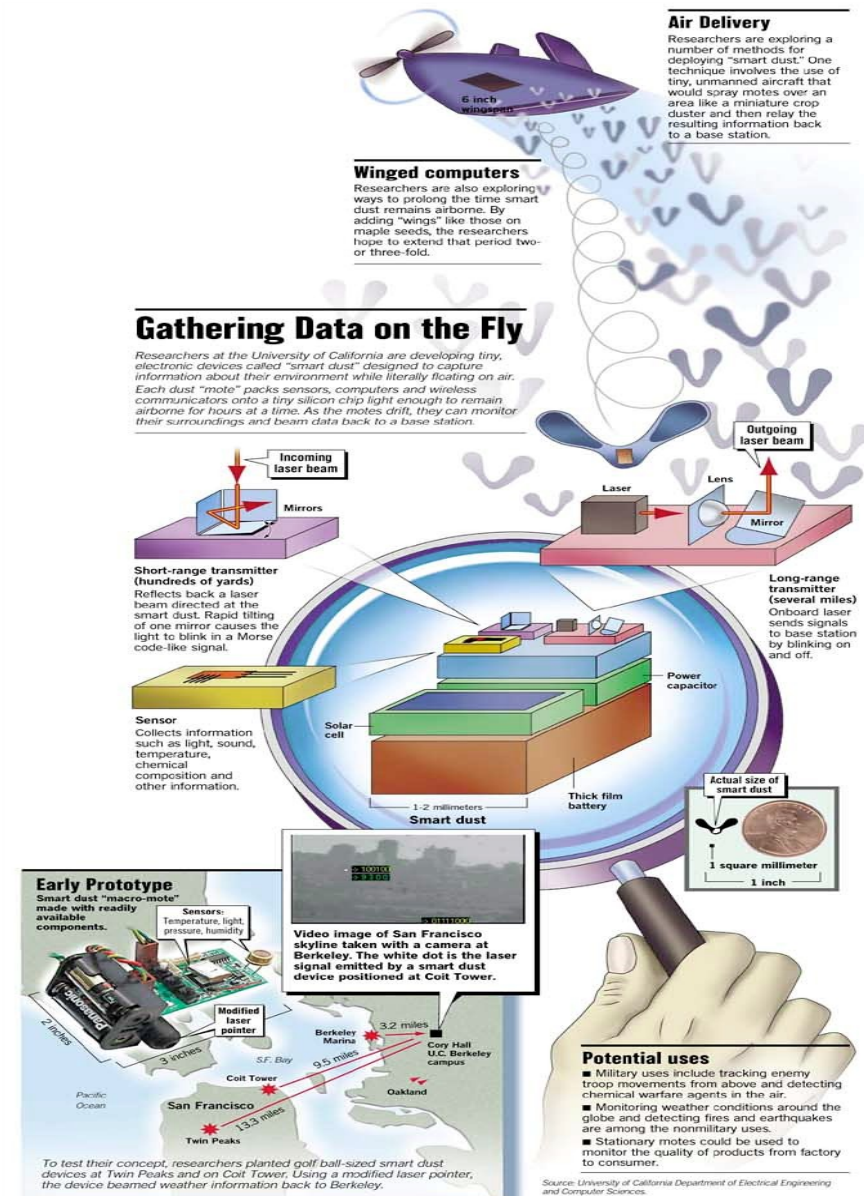 Air Delivery
Researchers are exploring a
number of methods for
deploying "smart dust." One
technique involves the use of
tiny, unmanned aircraft that
would spray motes over an
area like a miniature crop
duster and then relay the
resulting information back
to a base station.
6 inch
wingspan
Winged computers
Researchers are also exploring
ways to prolong the time smart
dust remains airborne. By
adding "wings" like those on
maple seeds, the researchers
hope to extend that period two-
or three-fold.
Gathering Data on the Fly
Researchers at the University of California are developing tiny,
electronic devices called "smart dust" designed to capture
information about their environment while literally floating on air.
Each dust "mote" packs sensors, computers and wireless
communicators onto a tiny silicon chip light enough to remain
airborne for hours at a time. As the motes drift, they can monitor
their surroundings and beam data back to a base station.
Incoming
laser beam
Mirrors
Short-range transmitter
(hundreds of yards)
Reflects back a laser
beam directed at the
smart dust. Rapid tilting
of one mirror causes the
light to blink in a Morse
code-like signal.
Outgoing
laser beam
Laser
Lens
Mirror
Long-range
transmitter
(several miles)
Onboard laser
sends signals
to base station
by blinking on
and off.
Sensor
Collects information
such as light, sound,
temperature,
chemical
composition and
other information.
Solar
cell
Power
capacitor
Thick film
battery
1-2 millimeters
Smart dust
Actual size of
smart dust
1 square millimeter
1 inch
Early Prototype
Smart dust "macro-mote"
made with readily
available
components.
Sensors:
Temperature, light,
pressure, humidity
Panasonic
Modified
laser
pointer
2 inches
3 inches
100100
01111000
Video image of San Francisco
skyline taken with a camera at
Berkeley. The white dot is the laser
signal emitted by a smart dust
device positioned at Coit Tower.
Berkeley
Marina
3.2 miles
Cory Hall
U.C. Berkeley
campus
S.F. Bay
9.5 miles
Coit Tower
Oakland
Pacific
Ocean
San Francisco
13.3 miles
Twin Peaks
To test their concept, researchers planted golf ball-sized smart dust
devices at Twin Peaks and on Coit Tower. Using a modified laser pointer,
the device beamed weather information back to Berkeley.
Potential uses
■ Military uses include tracking enemy
troop movements from above and detecting
chemical warfare agents in the air.
■ Monitoring weather conditions around the
globe and detecting fires and earthquakes
are among the nonmilitary uses.
■ Stationary motes could be used to
monitor the quality of products from factory
to consumer.
Source: University of California Department of Electrical Engineering
and Computer Sciences.